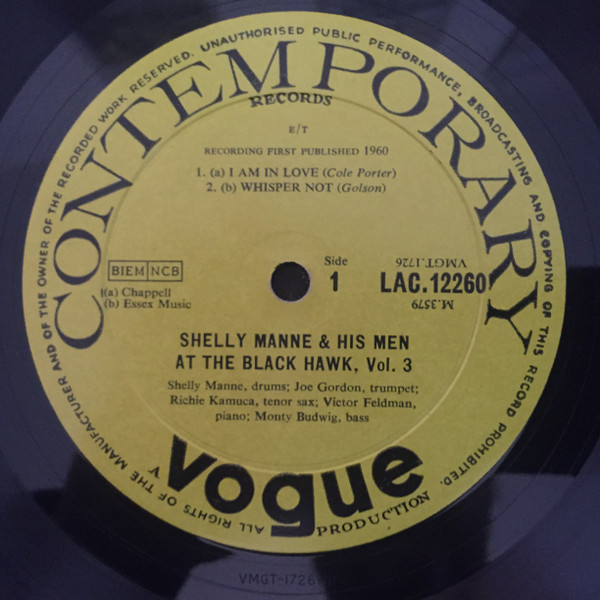 ALL RIGHTS OF THE MANUFACTURER AND OF THE OWNER OF THE RECORDED WORK RESERVED. UNAUTHORISED PUBLIC PERFORMANCE, BROADCASTING AND COPYING OF THIS RECORD PROHIBITED.
CONTEMPORARY
RECORDS
E/T
RECORDING FIRST PUBLISHED 1960
1. (a) I AM IN LOVE (Cole Porter)
2. (b) WHISPER NOT (Golson)
BIEM NCB
(a) Chappell
(b) Essex Music
Side
1
VMGT.1726
LAC.12260
M.3579
SHELLY MANNE & HIS MEN
AT THE BLACK HAWK, Vol. 3
Shelly Manne, drums; Joe Gordon, trumpet;
Richie Kamuca, tenor sax; Victor Feldman,
piano; Monty Budwig, bass
A
vogue
PRODUCTION
VMGT-1726